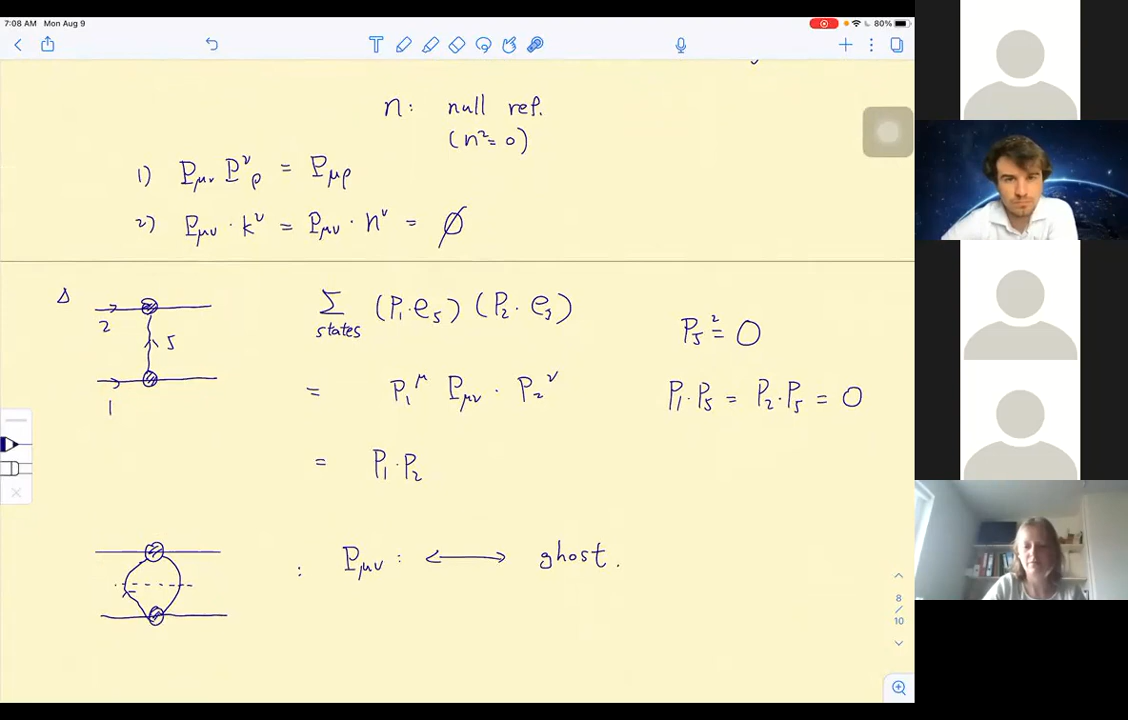 7:08 AM Mon Aug 9
80%
n: null ref.
(n² = 0)
1) P_μν P^ν_ρ = P_μρ
2) P_μν · k^ν = P_μν · n^ν = ∅
Δ
2
5
1
Σ (P₁·e₅) (P₂·e₅)
states
= P₁^μ P_μν · P₂^ν
= P₁·P₂
P₅² = 0
P₁·P₅ = P₂·P₅ = 0
: P_μν : ⟷ ghost.
8
/
10